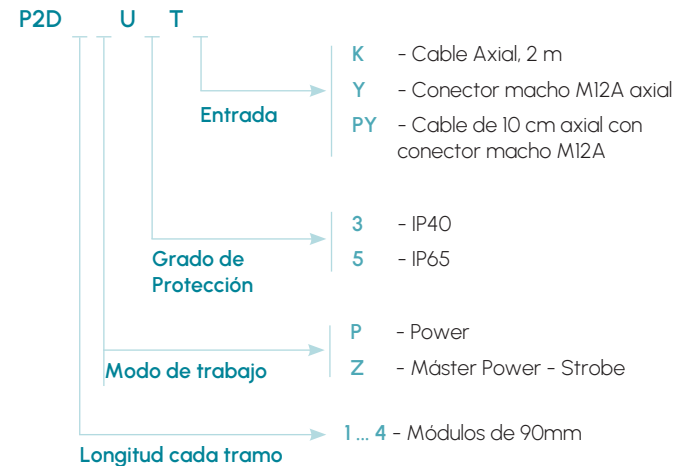 P2D U T
K - Cable Axial, 2 m
Y - Conector macho M12A axial
Entrada
PY - Cable de 10 cm axial con
conector macho M12A
3 - IP40
5 - IP65
Grado de
Protección
P - Power
Z - Máster Power - Strobe
Modo de trabajo
1 ... 4 - Módulos de 90mm
Longitud cada tramo